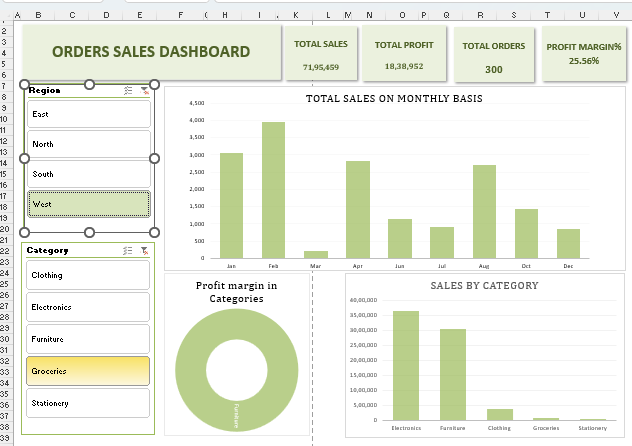 A B C D E F G H I J K L M N O P Q R S T U V
ORDERS SALES DASHBOARD
TOTAL SALES
71,95,459
TOTAL PROFIT
18,38,952
TOTAL ORDERS
300
PROFIT MARGIN%
25.56%
Region
East
North
South
West
Category
Clothing
Electronics
Furniture
Groceries
Stationery
TOTAL SALES ON MONTHLY BASIS
4,500
4,000
3,500
3,000
2,500
2,000
1,500
1,000
500
0
Jan Feb Mar Apr Jun Jul Aug Oct Dec
Profit margin in
Categories
Furniture
SALES BY CATEGORY
40,00,000
35,00,000
30,00,000
25,00,000
20,00,000
15,00,000
10,00,000
5,00,000
0
Electronics Furniture Clothing Groceries Stationery
2
3
4
5
6
7
8
9
10
11
12
13
14
15
16
17
18
19
20
21
22
23
24
25
26
27
28
29
30
31
32
33
34
35
36
37
38
39